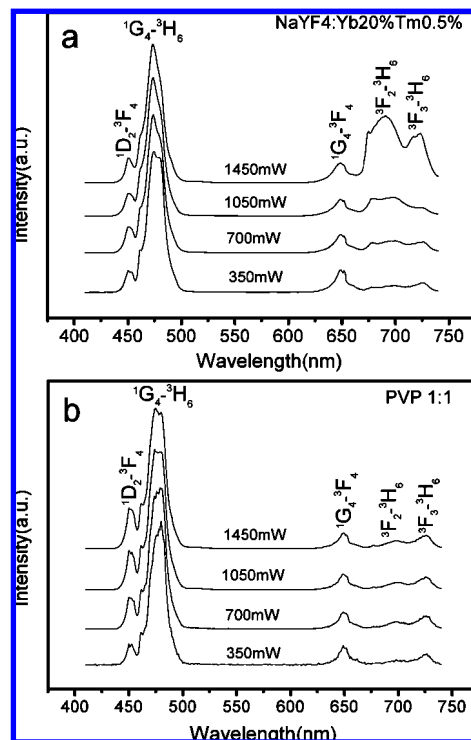 a
NaYF4:Yb20%Tm0.5%
¹G₄-³H₆
¹D₂-³F₄
¹G₄-³F₄
³F₂-³H₆
³F₃-³H₆
1450mW
1050mW
700mW
350mW
Intensity(a.u.)
400 450 500 550 600 650 700 750
Wavelength(nm)
b
PVP 1:1
¹G₄-³H₆
¹D₂-³F₄
¹G₄-³F₄
³F₂-³H₆
³F₃-³H₆
1450mW
1050mW
700mW
350mW
Intensity(a.u.)
400 450 500 550 600 650 700 750
Wavelength(nm)